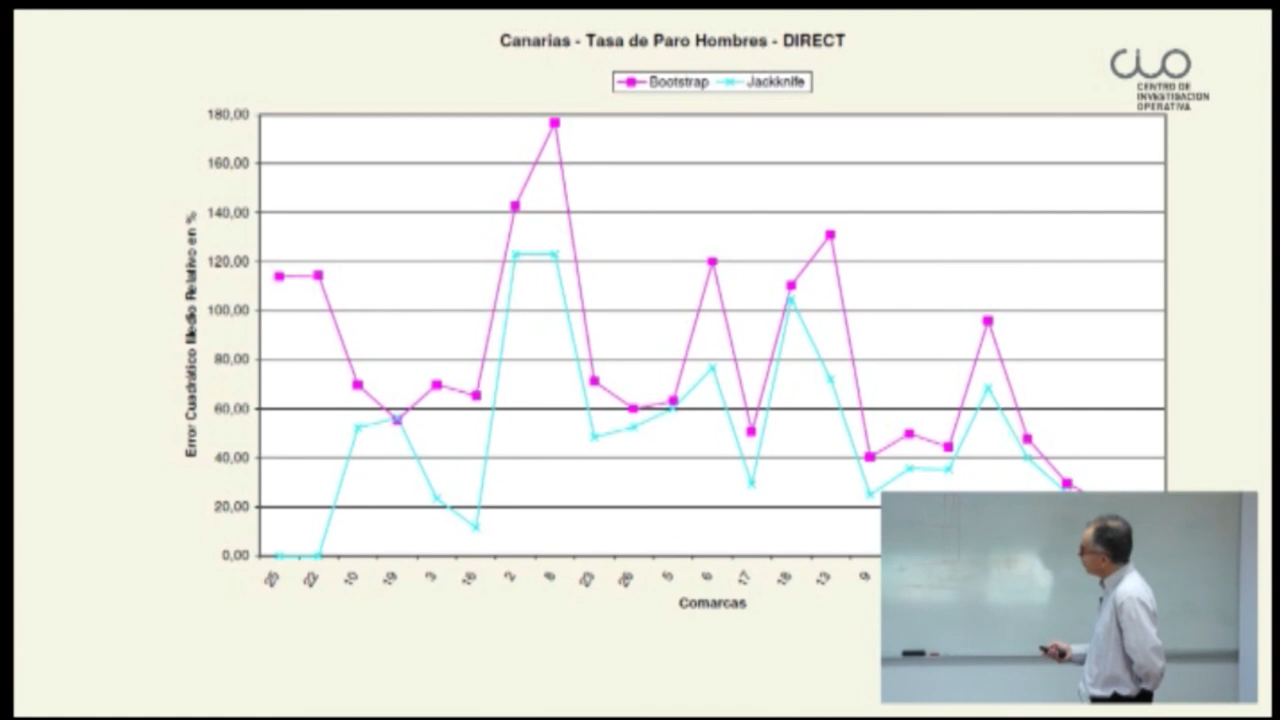 Canarias - Tasa de Paro Hombres - DIRECT
Bootstrap Jackknife
CIO
CENTRO DE
INVESTIGACION
OPERATIVA
Error Cuadrático Medio Relativo en %
180,00
160,00
140,00
120,00
100,00
80,00
60,00
40,00
20,00
0,00
25 22 10 19 3 16 2 8 23 26 5 6 17 18 13 9
Comarcas